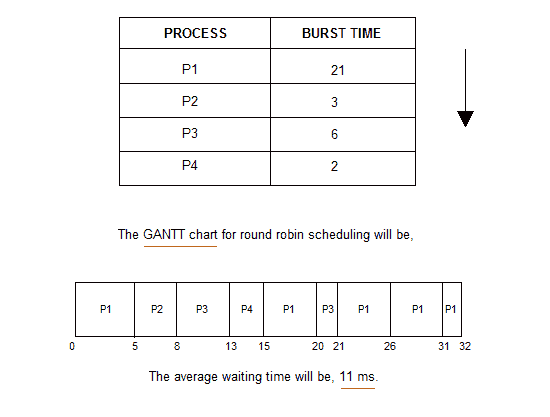 PROCESS BURST TIME
P1 21
P2 3
P3 6
P4 2
The GANTT chart for round robin scheduling will be,
P1 P2 P3 P4 P1 P3 P1 P1 P1
0 5 8 13 15 20 21 26 31 32
The average waiting time will be, 11 ms.